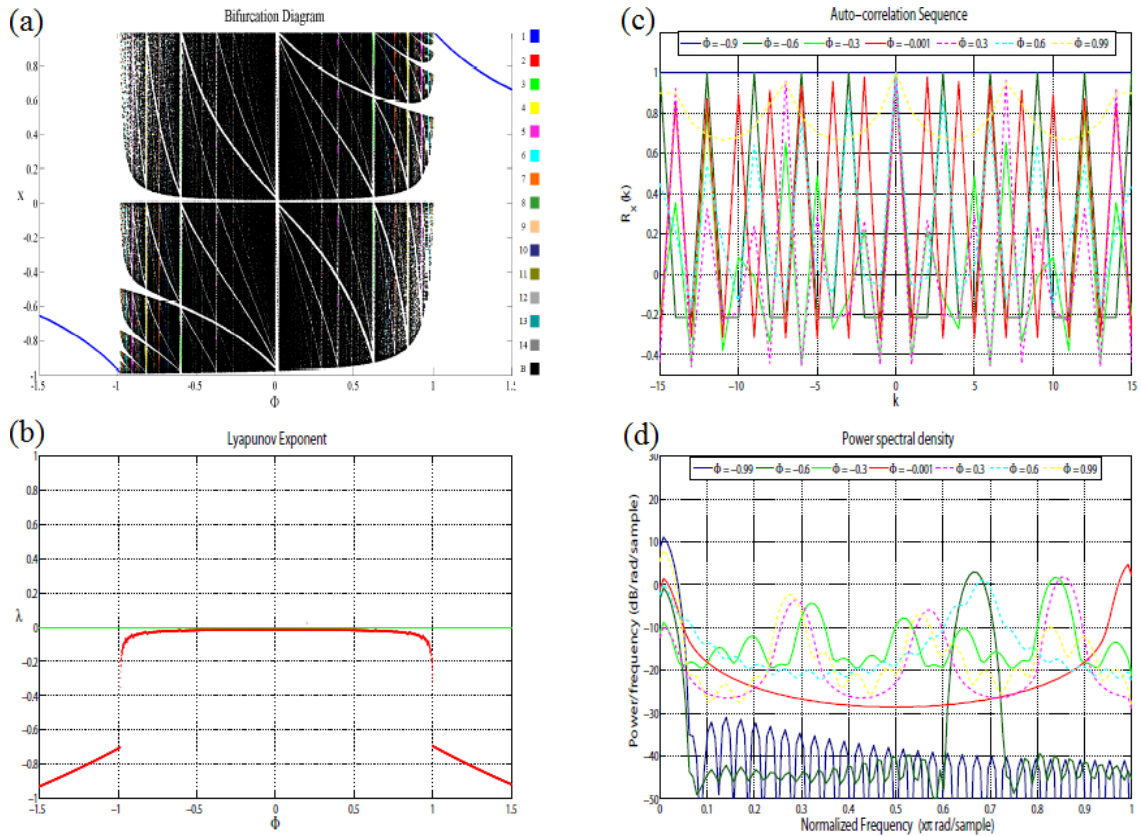 (a)
Bifurcation Diagram
1
0.8
0.6
0.4
0.2
x
0
-0.2
-0.4
-0.6
-0.8
-1
-1.5 -1 -0.5 0 0.5 1 1.5
Φ
1
2
3
4
5
6
7
8
9
10
11
12
13
14
B
(c)
Auto-correlation Sequence
Φ = -0.9 Φ = -0.6 Φ = -0.3 Φ = -0.001 Φ = 0.3 Φ = 0.6 Φ = 0.99
1.2
1
0.8
0.6
0.4
0.2
0
-0.2
-0.4
R x (k)
-15 -10 -5 0 5 10 15
k
(b)
Lyapunov Exponent
1
0.8
0.6
0.4
0.2
λ
0
-0.2
-0.4
-0.6
-0.8
-1
-1.5 -1 -0.5 0 0.5 1 1.5
Φ
(d)
Power spectral density
Φ = -0.99 Φ = -0.6 Φ = -0.3 Φ = -0.001 Φ = 0.3 Φ = 0.6 Φ = 0.99
30
20
10
0
-10
-20
-30
-40
-50
Power/frequency (dB/rad/sample)
0 0.1 0.2 0.3 0.4 0.5 0.6 0.7 0.8 0.9 1
Normalized Frequency (xπ rad/sample)